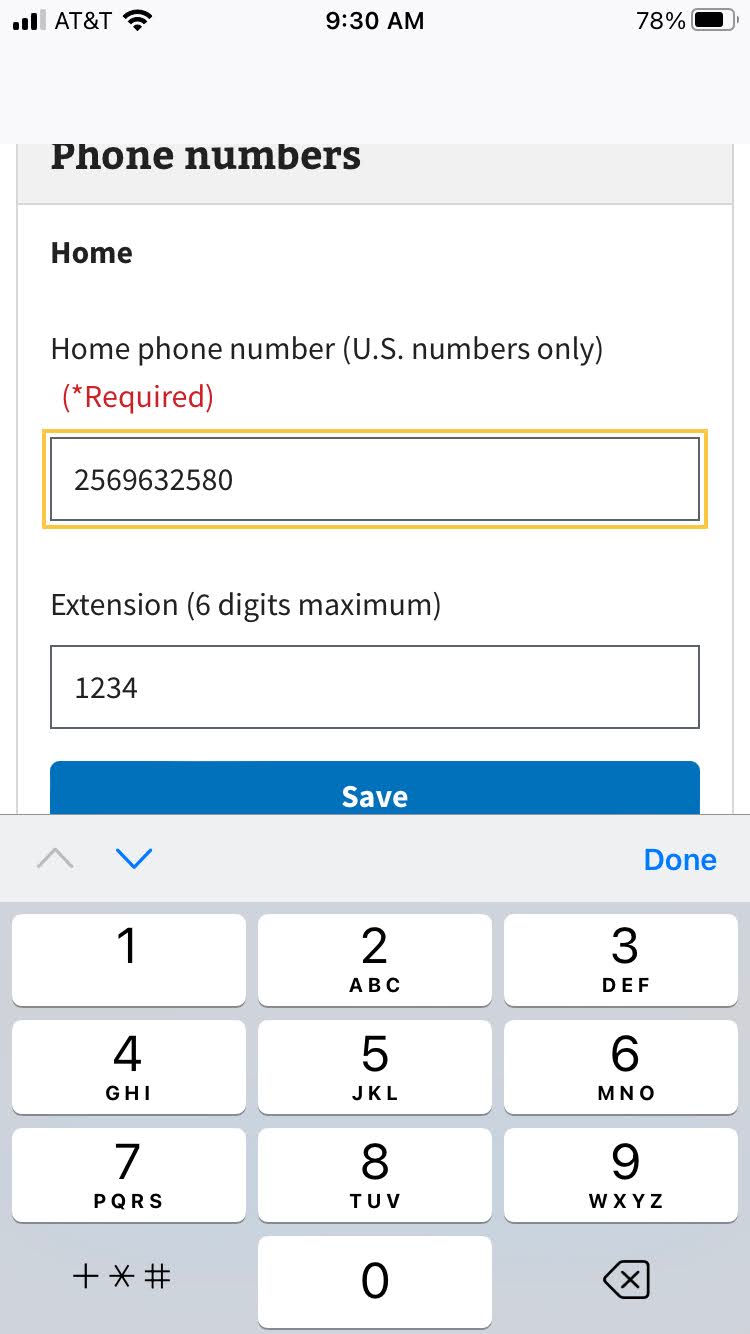 AT&T 9:30 AM 78%
Phone numbers
Home
Home phone number (U.S. numbers only)
(*Required)
2569632580
Extension (6 digits maximum)
1234
Save
Done
1 2 3
ABC DEF
4 5 6
GHI JKL MNO
7 8 9
PQRS TUV WXYZ
+*# 0